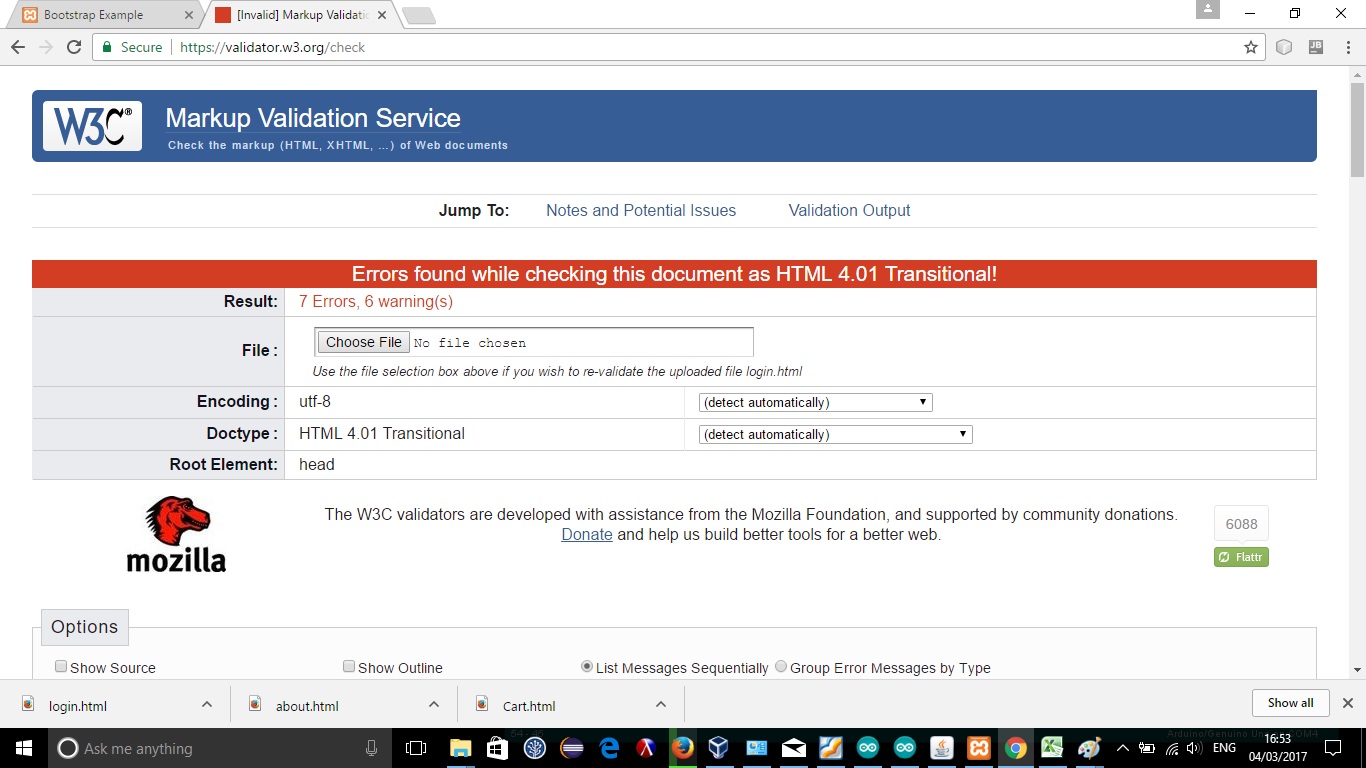 Bootstrap Example
[Invalid] Markup Validatio
Secure
https://validator.w3.org/check
JB
W3C®
Markup Validation Service
Check the markup (HTML, XHTML, …) of Web documents
Jump To: Notes and Potential Issues Validation Output
Errors found while checking this document as HTML 4.01 Transitional!
Result: 7 Errors, 6 warning(s)
File : Choose File No file chosen
Use the file selection box above if you wish to re-validate the uploaded file login.html
Encoding : utf-8 (detect automatically)
Doctype : HTML 4.01 Transitional (detect automatically)
Root Element: head
mozilla
The W3C validators are developed with assistance from the Mozilla Foundation, and supported by community donations.
Donate and help us build better tools for a better web.
6088
Flattr
Options
Show Source Show Outline List Messages Sequentially Group Error Messages by Type
login.html about.html Cart.html Show all
Ask me anything
ENG
16:53
04/03/2017